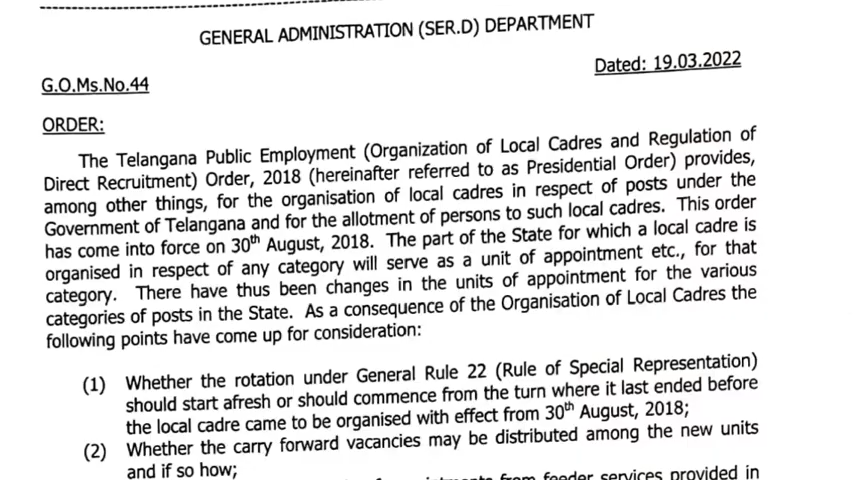 GENERAL ADMINISTRATION (SER.D) DEPARTMENT
G.O.Ms.No.44
Dated: 19.03.2022
ORDER:
The Telangana Public Employment (Organization of Local Cadres and Regulation of
Direct Recruitment) Order, 2018 (hereinafter referred to as Presidential Order) provides,
among other things, for the organisation of local cadres in respect of posts under the
Government of Telangana and for the allotment of persons to such local cadres. This order
has come into force on 30th August, 2018. The part of the State for which a local cadre is
organised in respect of any category will serve as a unit of appointment etc., for that
category. There have thus been changes in the units of appointment for the various
categories of posts in the State. As a consequence of the Organisation of Local Cadres the
following points have come up for consideration:
(1) Whether the rotation under General Rule 22 (Rule of Special Representation)
should start afresh or should commence from the turn where it last ended before
the local cadre came to be organised with effect from 30th August, 2018;
(2) Whether the carry forward vacancies may be distributed among the new units
and if so how;
from feeder services provided in